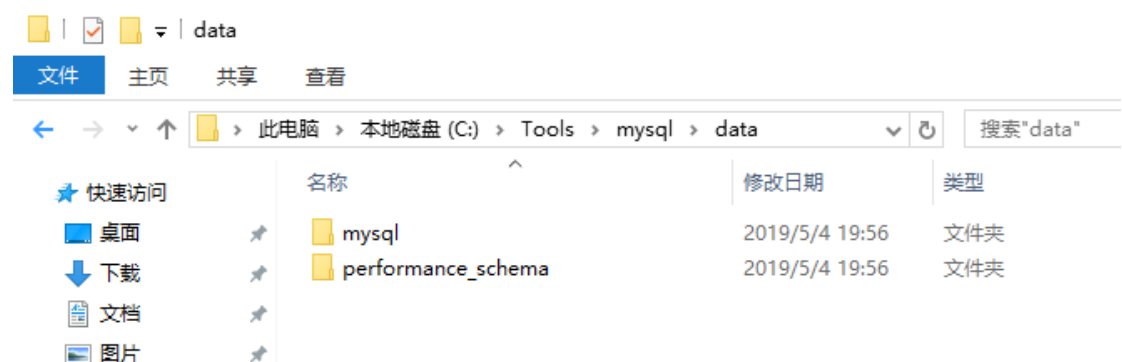 data
文件 主页 共享 查看
此电脑 › 本地磁盘 (C:) › Tools › mysql › data 搜索"data"
名称 修改日期 类型
快速访问
桌面 mysql 2019/5/4 19:56 文件夹
下载 performance_schema 2019/5/4 19:56 文件夹
文档
图片